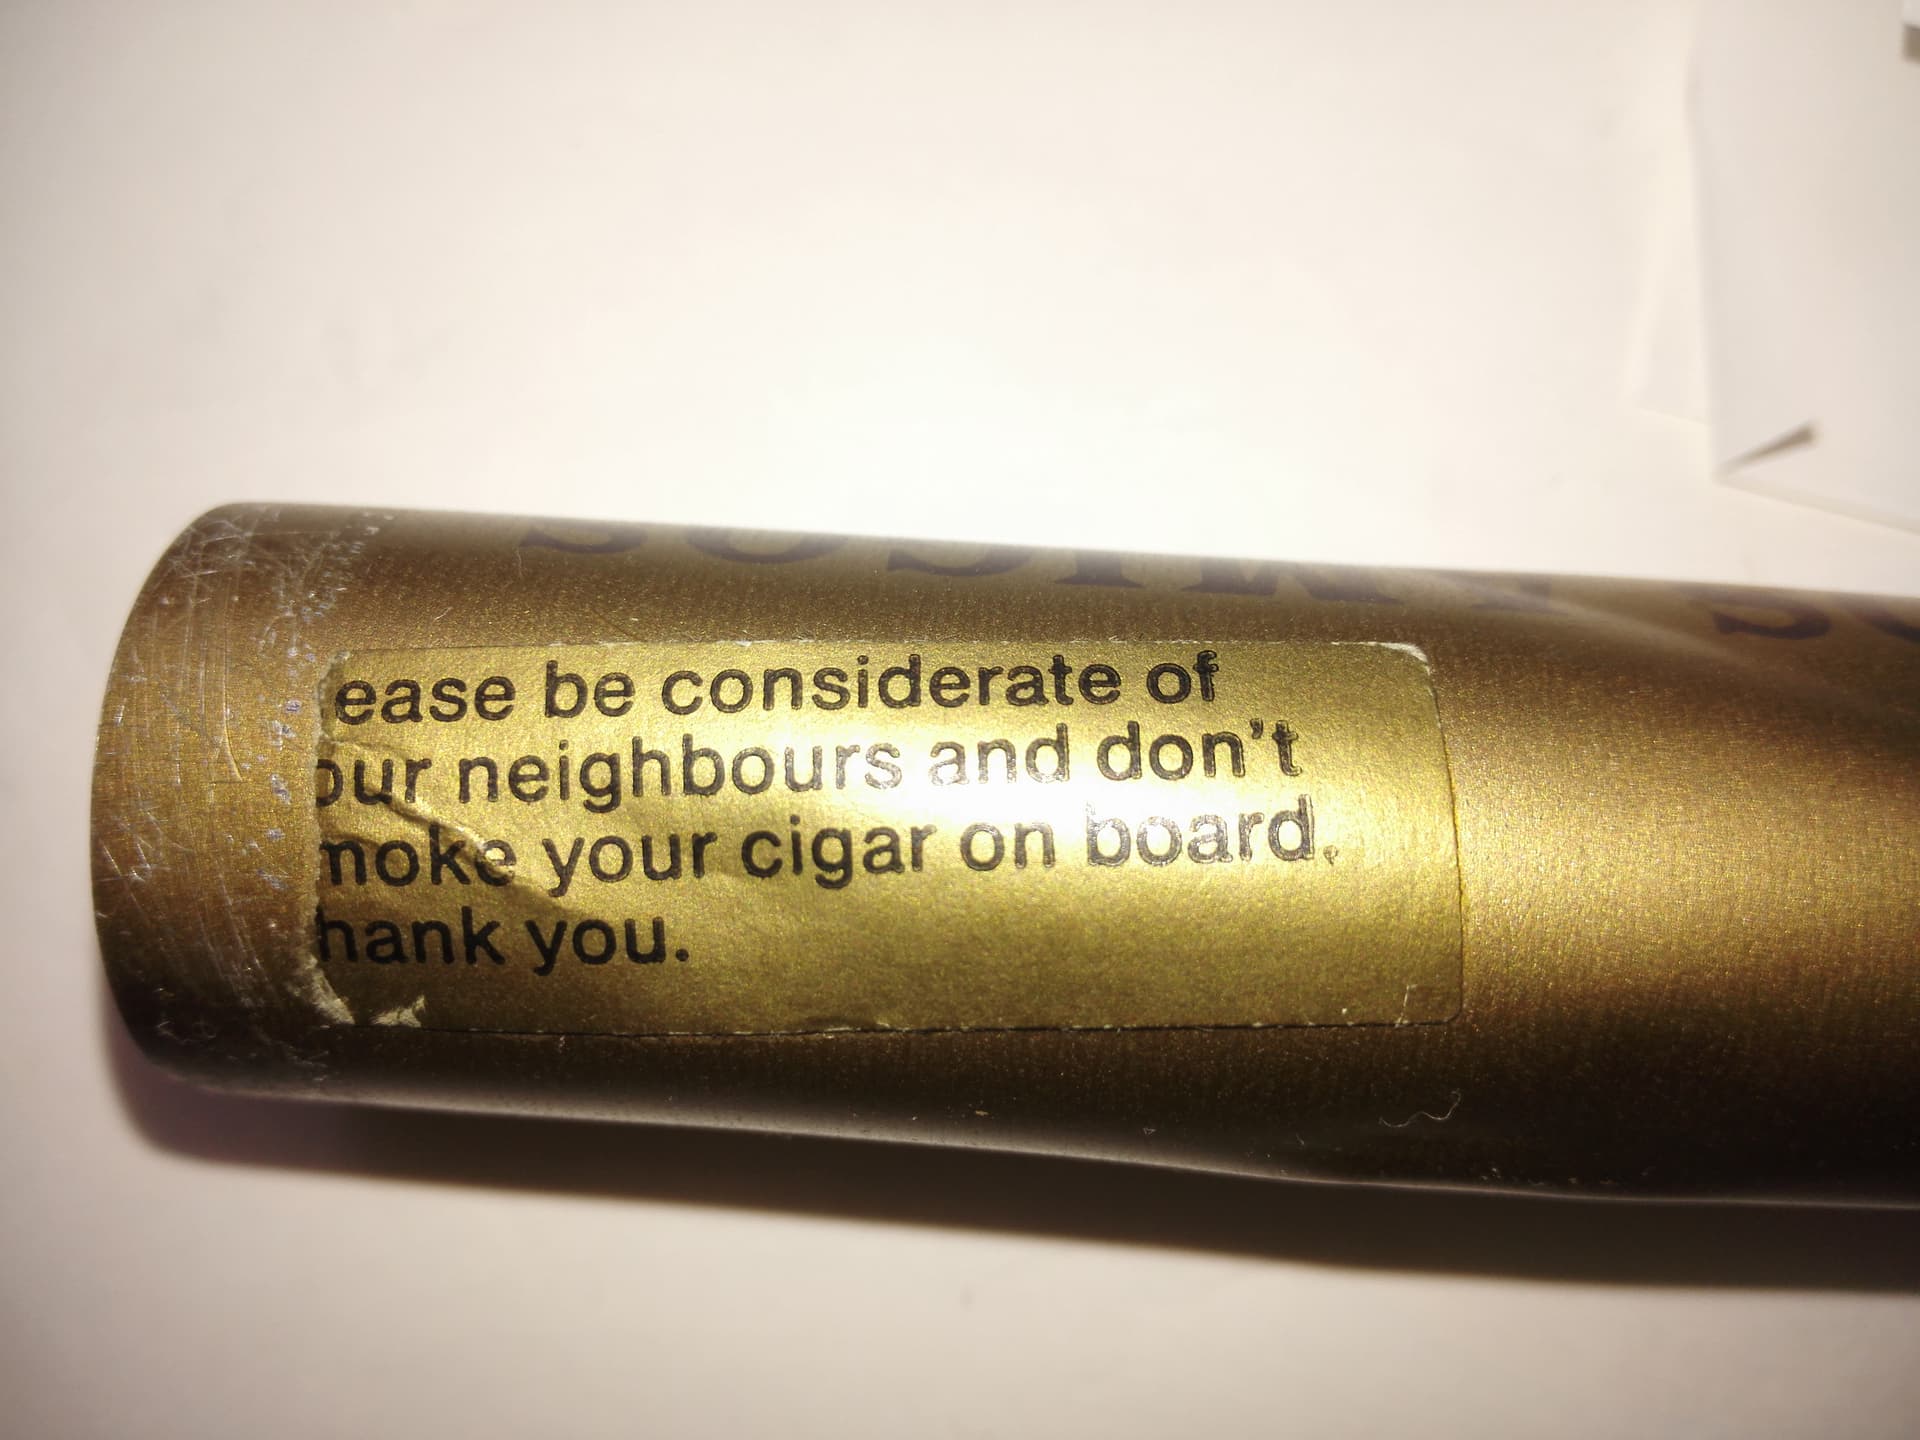 ease be considerate of
our neighbours and don't
moke your cigar on board.
hank you.